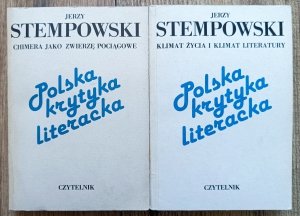 JERZY
STEMPOWSKI
CHIMERA JAKO ZWIERZĘ POCIĄGOWE
Polska
krytyka
literacka
CZYTELNIK
JERZY
STEMPOWSKI
KLIMAT ŻYCIA I KLIMAT LITERATURY
Polska
krytyka
literacka
CZYTELNIK